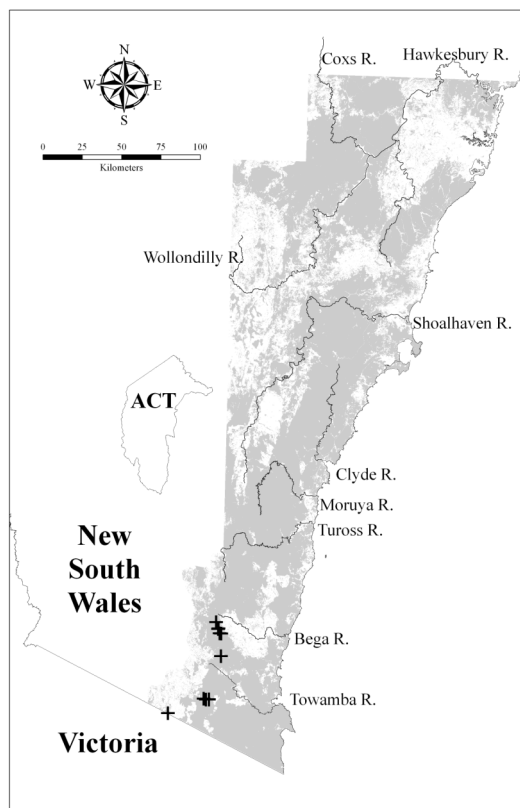 Coxs R.
Hawkesbury R.
N
W E
S
0 25 50 75 100
Kilometers
Wollondilly R.
Shoalhaven R.
ACT
Clyde R.
Moruya R.
Tuross R.
New
South
Wales
Bega R.
Towamba R.
Victoria